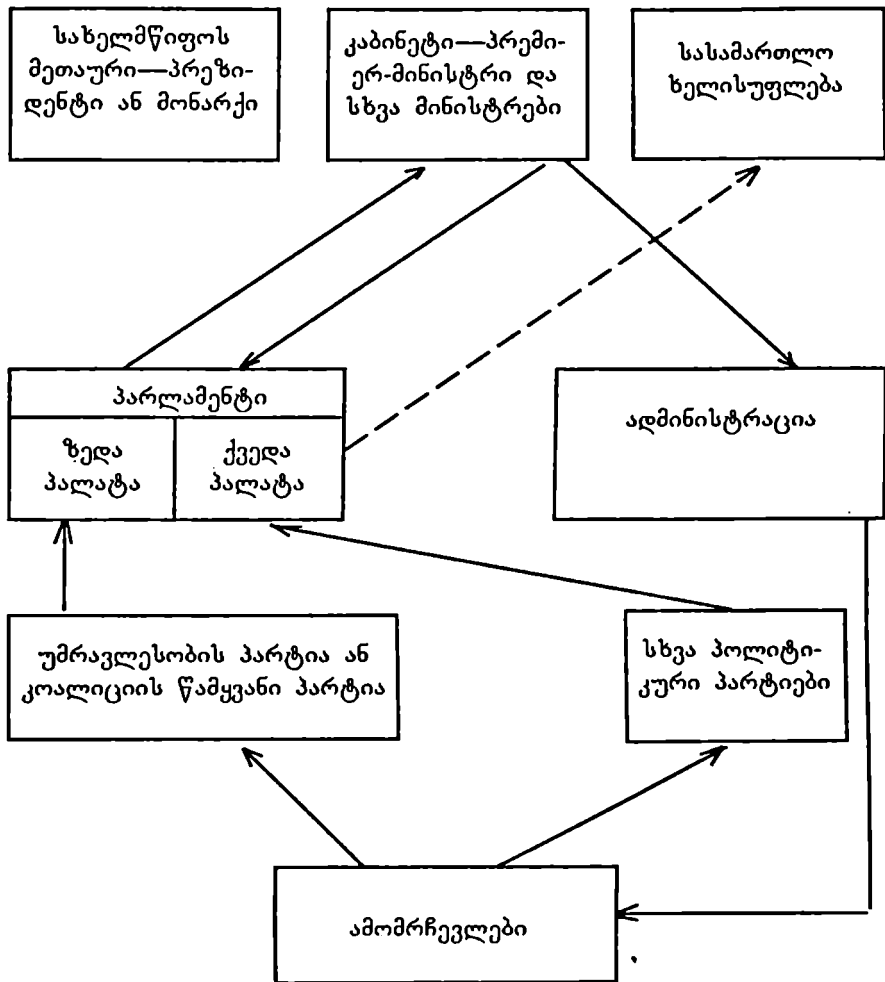 სახელმწიფოს
მეთაური—პრეზი-
დენტი ან მონარქი
კაბინეტი—პრემი-
ერ-მინისტრი და
სხვა მინისტრები
სასამართლო
ხელისუფლება
პარლამენტი
ზედა
პალატა
ქვედა
პალატა
ადმინისტრაცია
უმრავლესობის პარტია ან
კოალიციის წამყვანი პარტია
სხვა პოლიტი-
კური პარტიები
ამომრჩევლები